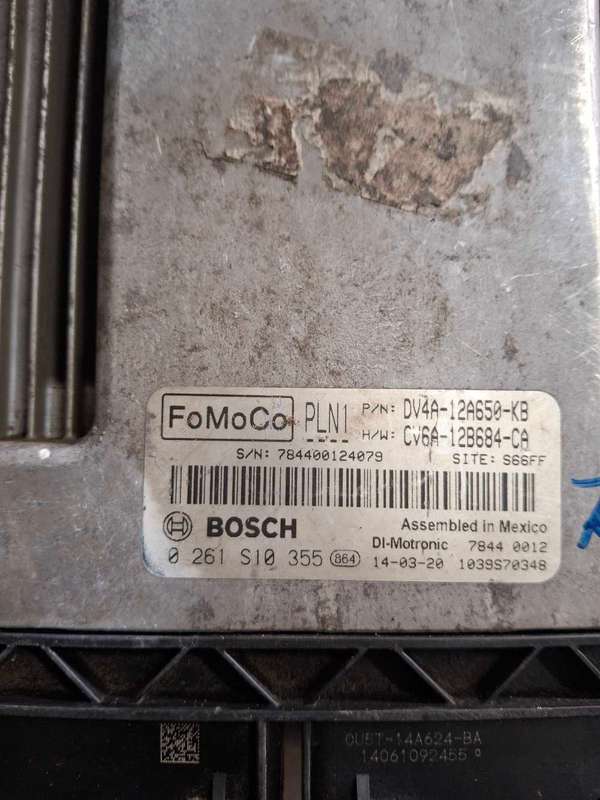 FoMoCo PLN1 P/N: DV4A-12A650-KB
H/W: CV6A-12B684-CA
S/N: 784400124079 SITE: S66FF
BOSCH Assembled in Mexico
DI-Motronic 7844 0012
0 261 S10 355 864 14-03-20 1039S70348
0U5T-14A624-BA
14061092455